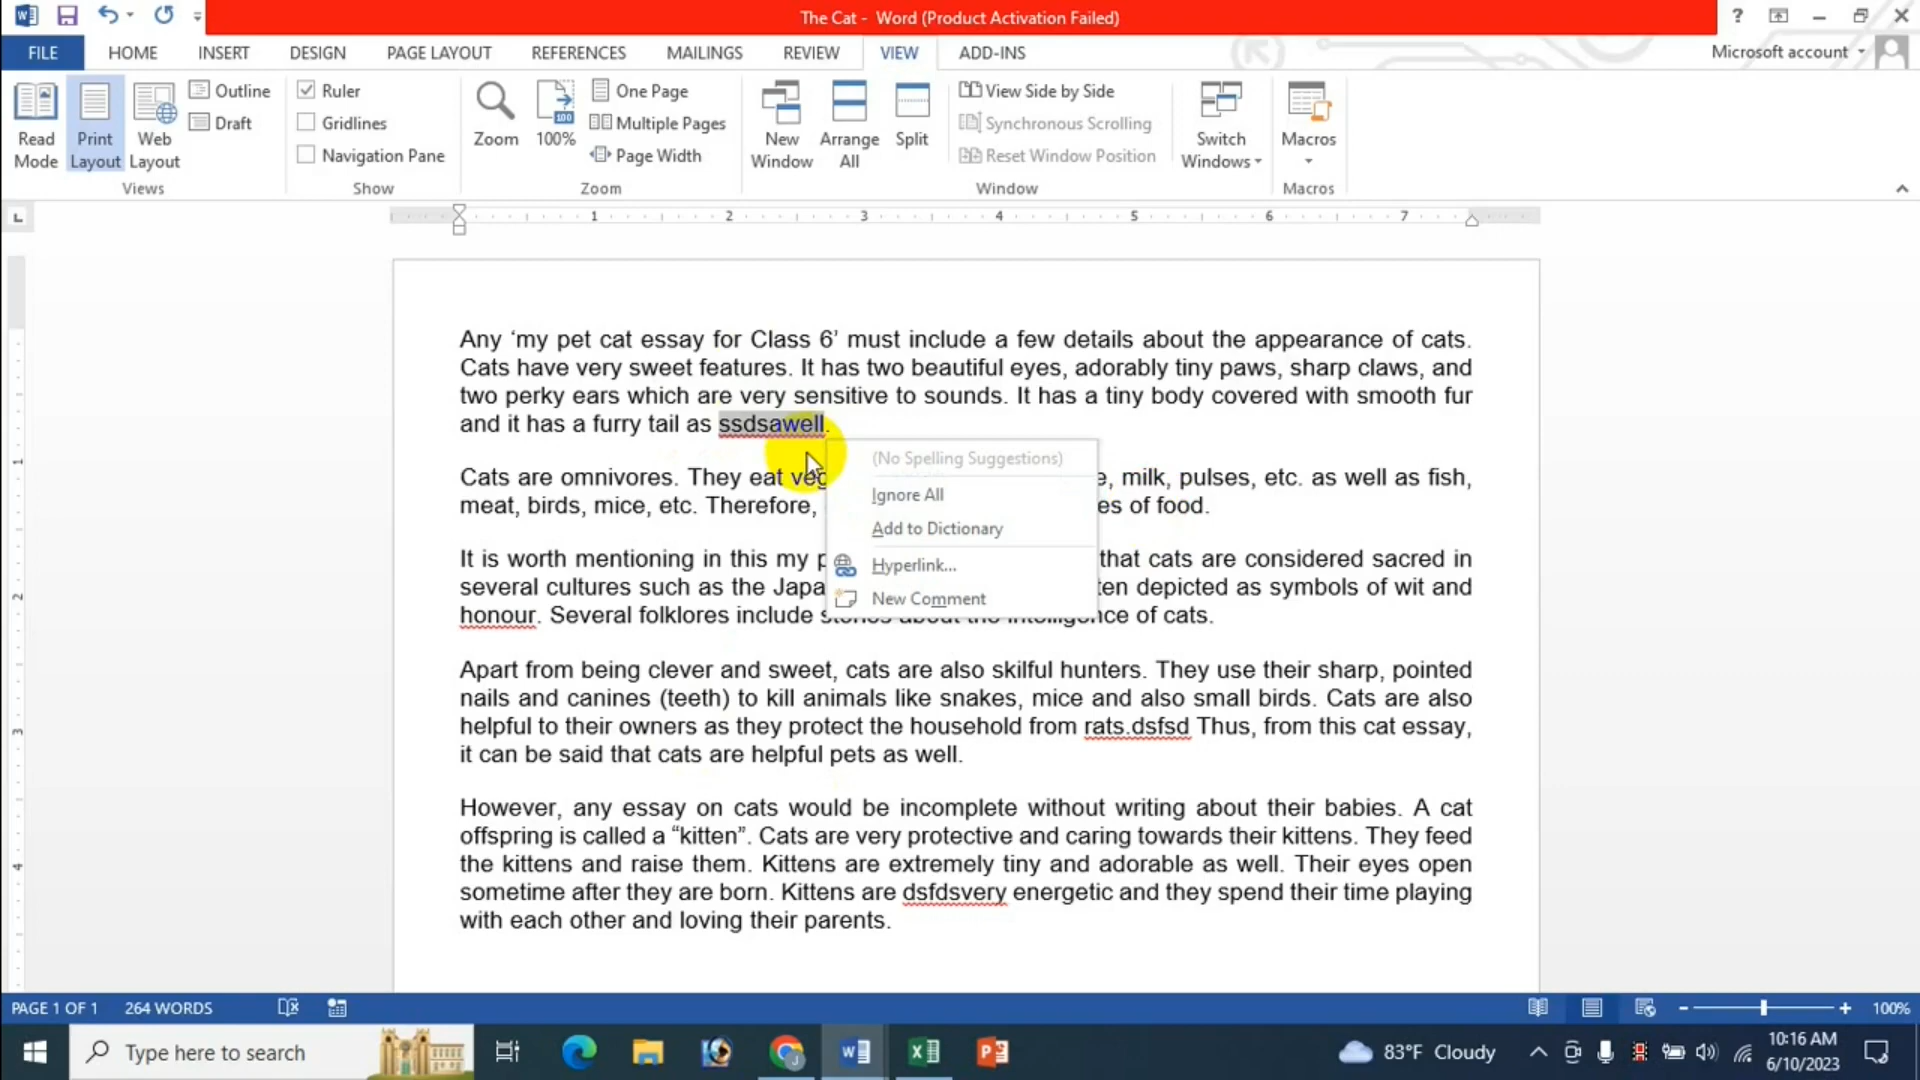 The Cat - Word (Product Activation Failed)
FILE HOME INSERT DESIGN PAGE LAYOUT REFERENCES MAILINGS REVIEW VIEW ADD-INS Microsoft account
Read Mode
Print Layout
Web Layout
Outline
Draft
Views
Ruler
Gridlines
Navigation Pane
Show
Zoom
100%
One Page
Multiple Pages
Page Width
Zoom
New Window
Arrange All
Split
View Side by Side
Synchronous Scrolling
Reset Window Position
Window
Switch Windows
Macros
Macros
1 2 3 4 5 6 7
Any ‘my pet cat essay for Class 6’ must include a few details about the appearance of cats.
Cats have very sweet features. It has two beautiful eyes, adorably tiny paws, sharp claws, and
two perky ears which are very sensitive to sounds. It has a tiny body covered with smooth fur
and it has a furry tail as ssdsawell.
(No Spelling Suggestions)
Ignore All
Add to Dictionary
Hyperlink...
New Comment
Cats are omnivores. They eat milk, pulses, etc. as well as fish,
meat, birds, mice, etc. Therefore, of food.
It is worth mentioning in this my that cats are considered sacred in
several cultures such as the depicted as symbols of wit and
honour. Several folklores include stories about the intelligence of cats.
Apart from being clever and sweet, cats are also skilful hunters. They use their sharp, pointed
nails and canines (teeth) to kill animals like snakes, mice and also small birds. Cats are also
helpful to their owners as they protect the household from rats.dsfsd Thus, from this cat essay,
it can be said that cats are helpful pets as well.
However, any essay on cats would be incomplete without writing about their babies. A cat
offspring is called a “kitten”. Cats are very protective and caring towards their kittens. They feed
the kittens and raise them. Kittens are extremely tiny and adorable as well. Their eyes open
sometime after they are born. Kittens are dsfdsvery energetic and they spend their time playing
with each other and loving their parents.
1
2
3
4
PAGE 1 OF 1 264 WORDS 100%
Type here to search
83°F Cloudy
10:16 AM
6/10/2023